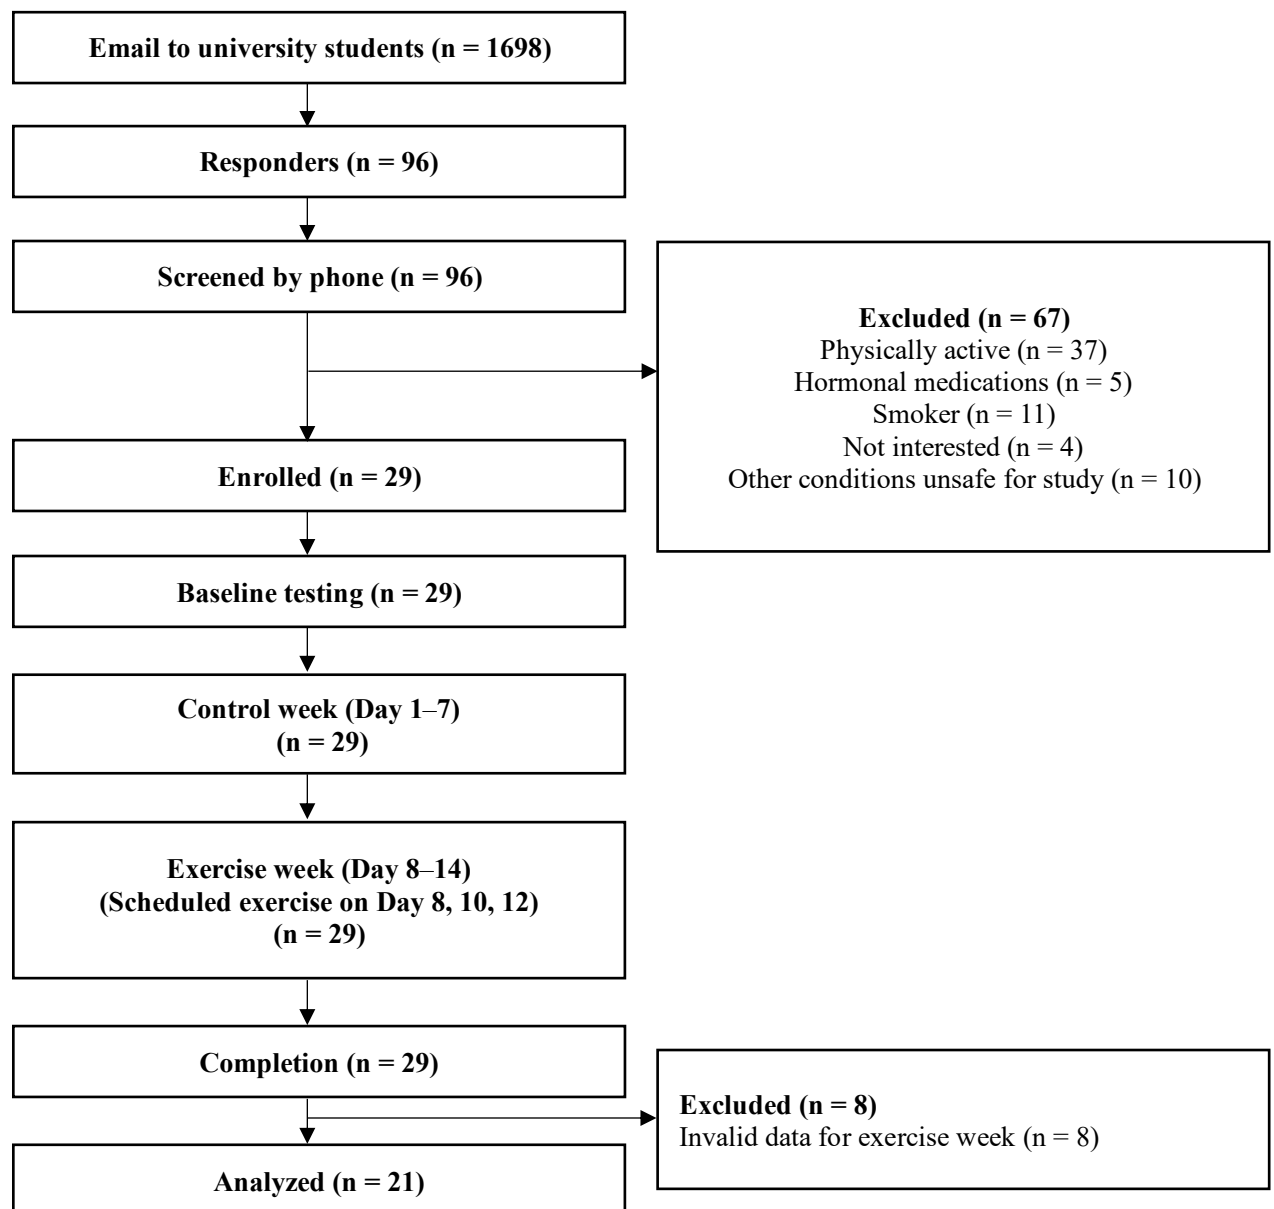 Email to university students (n = 1698)
Responders (n = 96)
Screened by phone (n = 96)
Excluded (n = 67)
Physically active (n = 37)
Hormonal medications (n = 5)
Smoker (n = 11)
Not interested (n = 4)
Other conditions unsafe for study (n = 10)
Enrolled (n = 29)
Baseline testing (n = 29)
Control week (Day 1–7)
(n = 29)
Exercise week (Day 8–14)
(Scheduled exercise on Day 8, 10, 12)
(n = 29)
Completion (n = 29)
Excluded (n = 8)
Invalid data for exercise week (n = 8)
Analyzed (n = 21)